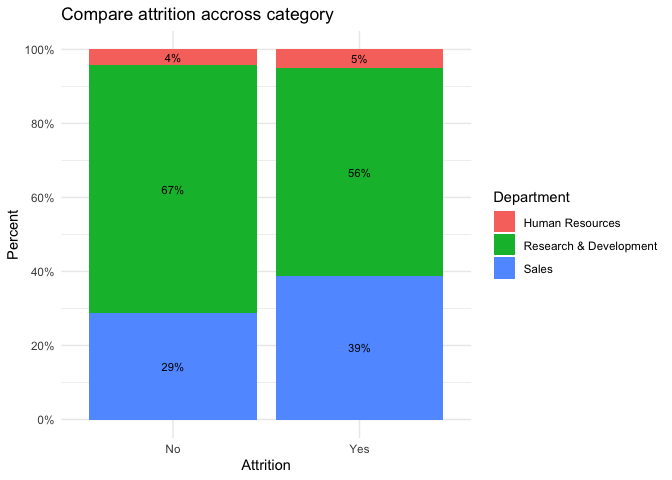 Compare attrition accross category
100%
80%
60%
40%
20%
0%
Percent
4%
67%
29%
5%
56%
39%
No
Yes
Attrition
Department
Human Resources
Research & Development
Sales